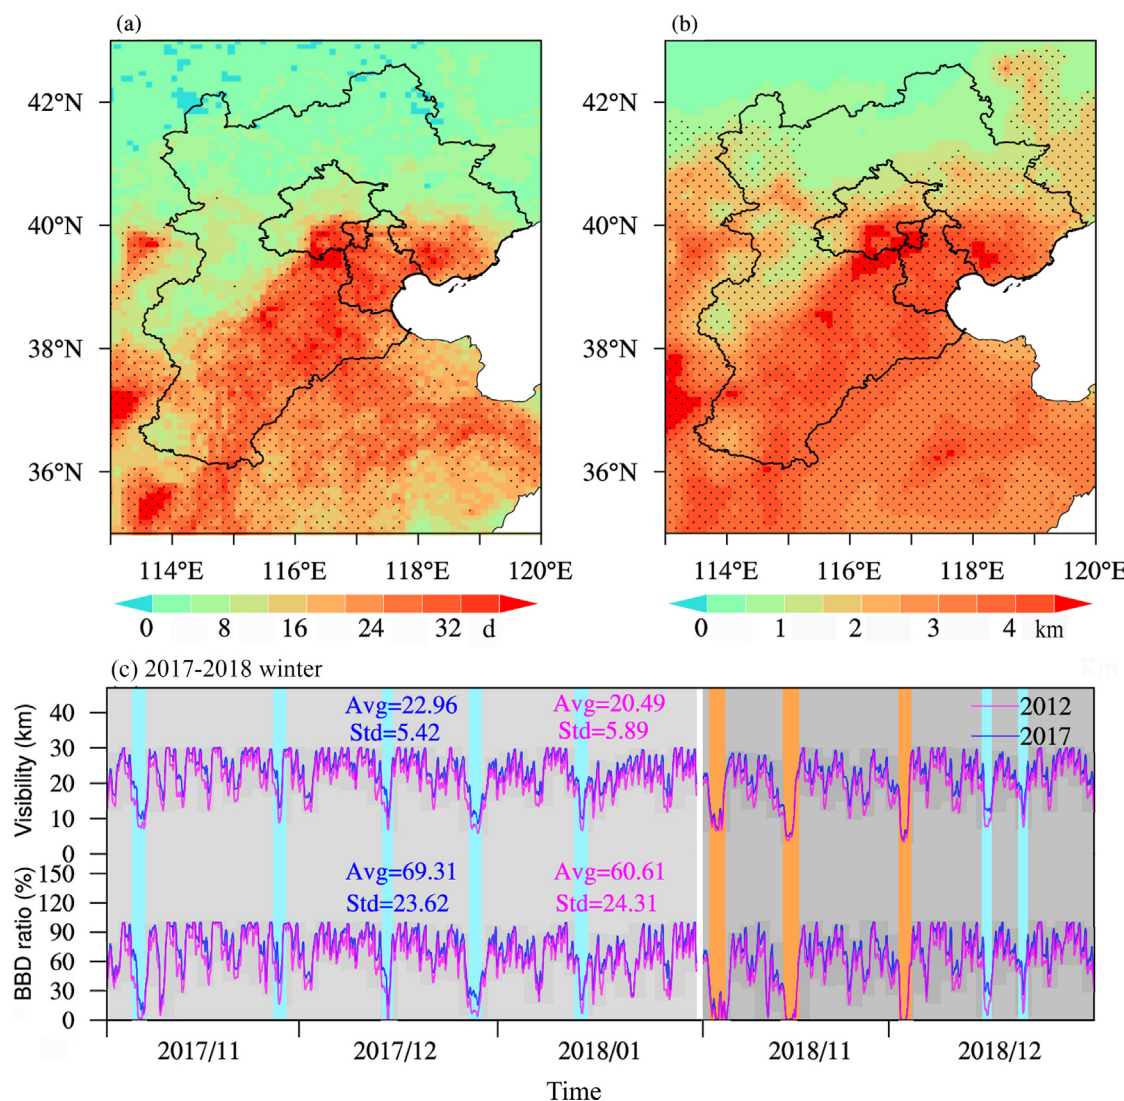 (a)
(b)
42°N
40°N
38°N
36°N
114°E 116°E 118°E 120°E
0 8 16 24 32 d
42°N
40°N
38°N
36°N
114°E 116°E 118°E 120°E
0 1 2 3 4 km
(c) 2017-2018 winter
Km
Visibility (km)
40
30
20
10
0
Avg=22.96
Std=5.42
Avg=20.49
Std=5.89
2012
2017
BBD ratio (%)
150
120
90
60
30
0
Avg=69.31
Std=23.62
Avg=60.61
Std=24.31
2017/11 2017/12 2018/01 2018/11 2018/12
Time